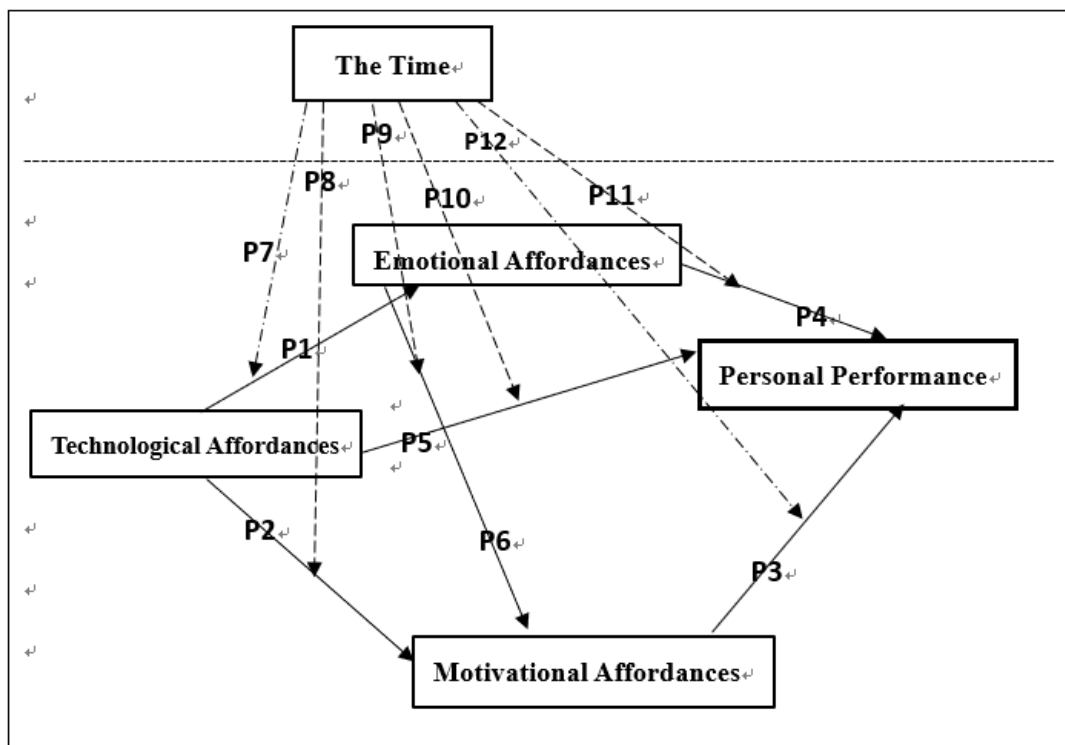 The Time
P9
P12
P8
P10
P11
P7
Emotional Affordances
P4
P1
Personal Performance
Technological Affordances
P5
P2
P6
P3
Motivational Affordances